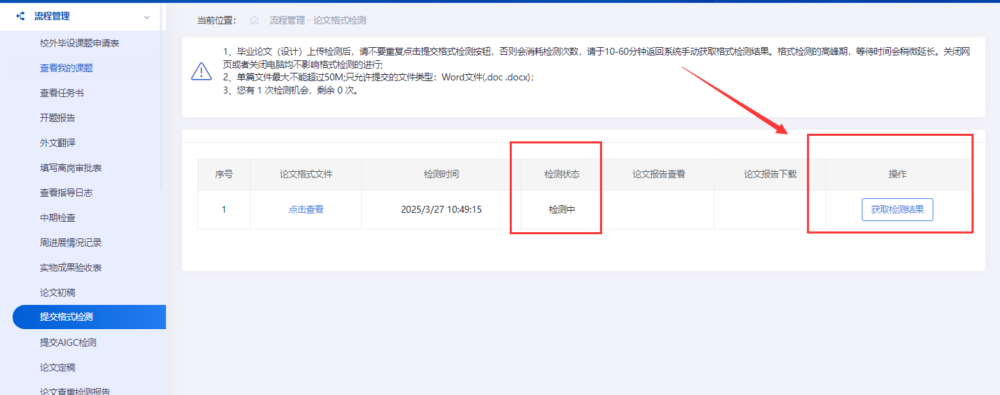 流程管理
校外毕设课题申请表
查看我的课题
查看任务书
开题报告
外文翻译
填写离岗审批表
查看指导日志
中期检查
周进展情况记录
实物成果验收表
论文初稿
提交格式检测
提交AIGC检测
论文定稿
论文查重检测报告
当前位置： 流程管理 论文格式检测
1、毕业论文（设计）上传检测后，请不要重复点击提交格式检测按钮，否则会消耗检测次数，请于10-60分钟返回系统手动获取格式检测结果。格式检测的高峰期，等待时间会稍微延长。关闭网
页或者关闭电脑均不影响格式检测的进行;
2、单篇文件最大不能超过50M;只允许提交的文件类型：Word文件(.doc .docx)；
3、您有 1 次检测机会，剩余 0 次。
序号 论文格式文件 检测时间 检测状态 论文报告查看 论文报告下载 操作
1 点击查看 2025/3/27 10:49:15 检测中 获取检测结果